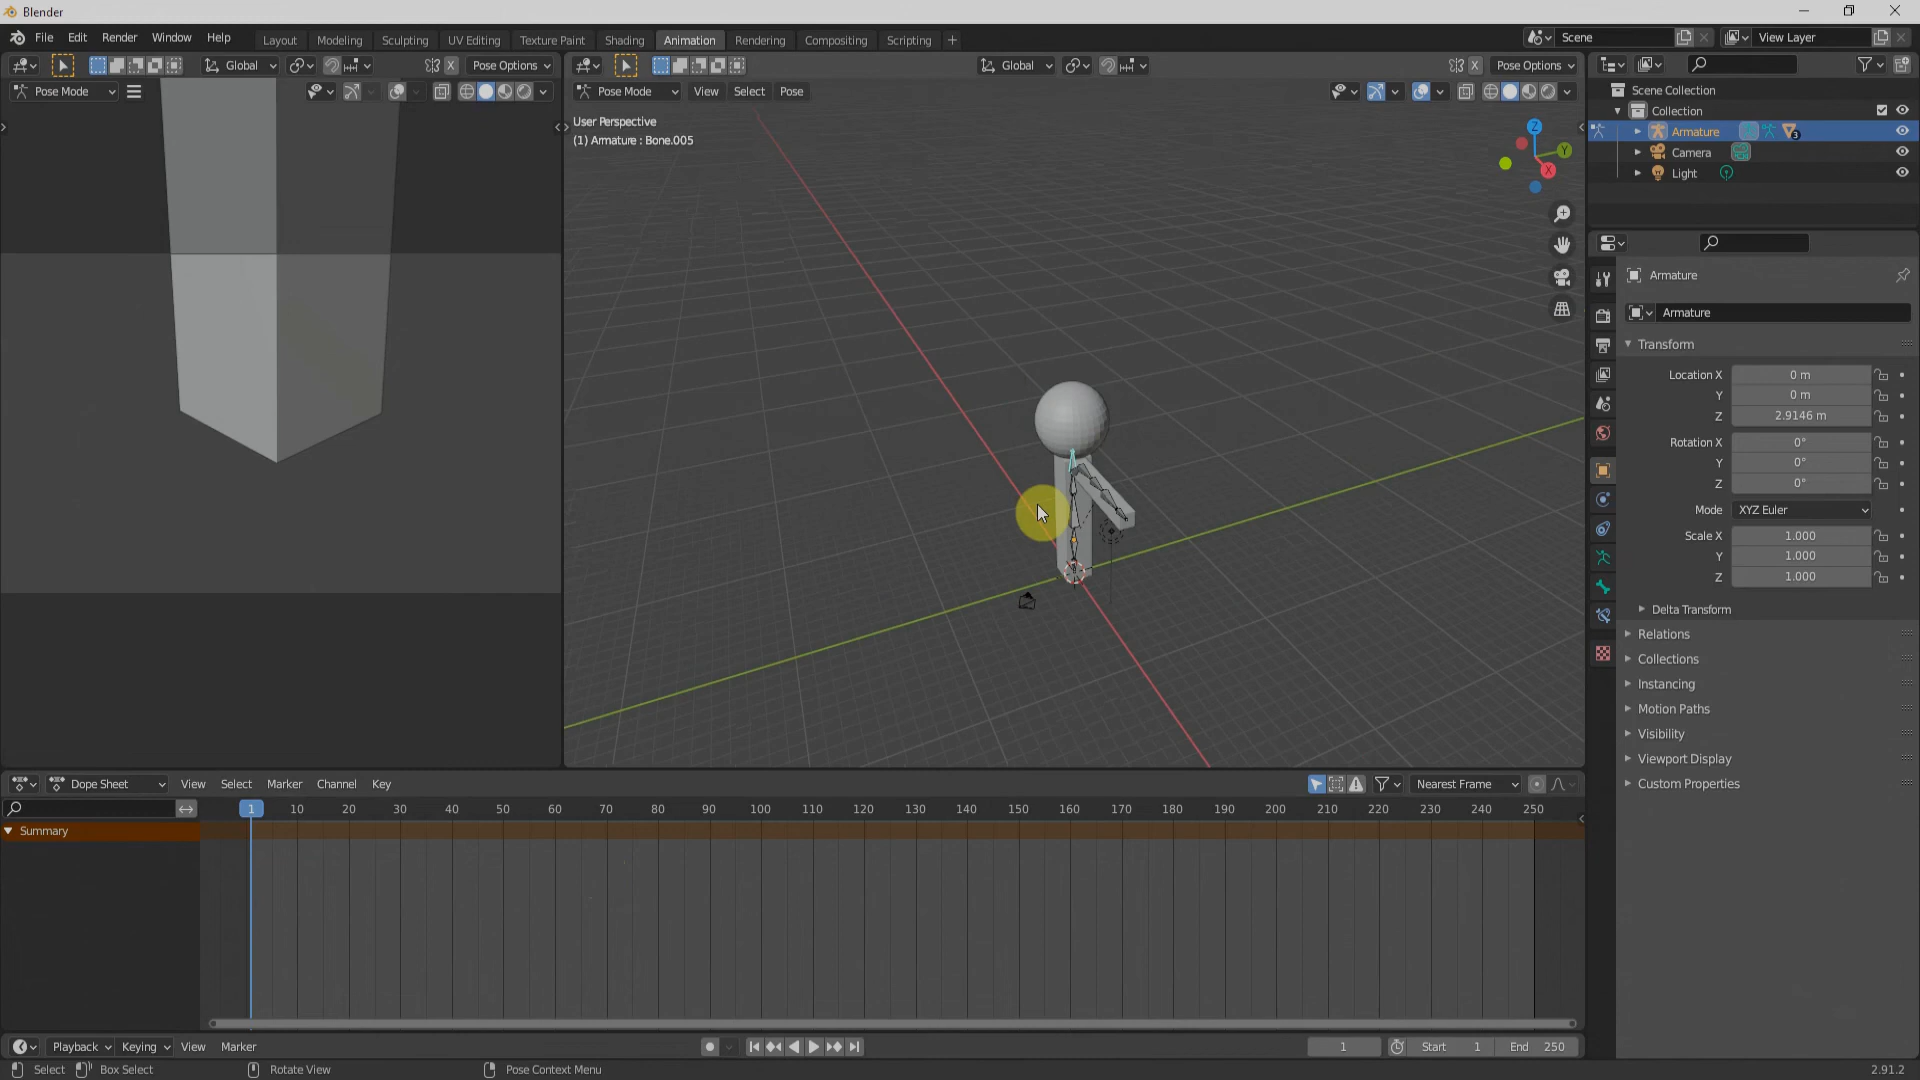 Blender
File Edit Render Window Help
Layout Modeling Sculpting UV Editing Texture Paint Shading Animation Rendering Compositing Scripting +
Scene View Layer
Global X Pose Options
Global X Pose Options
Pose Mode
Pose Mode View Select Pose
User Perspective
(1) Armature : Bone.005
Z
Y
X
Scene Collection
Collection
Armature 3
Camera
Light
Armature
Armature
Transform
Location X 0 m
Y 0 m
Z 2.9146 m
Rotation X 0°
Y 0°
Z 0°
Mode XYZ Euler
Scale X 1.000
Y 1.000
Z 1.000
Delta Transform
Relations
Collections
Instancing
Motion Paths
Visibility
Viewport Display
Custom Properties
Dope Sheet View Select Marker Channel Key Nearest Frame
1 10 20 30 40 50 60 70 80 90 100 110 120 130 140 150 160 170 180 190 200 210 220 230 240 250
Summary
Playback Keying View Marker 1 Start 1 End 250
Select Box Select Rotate View Pose Context Menu 2.91.2